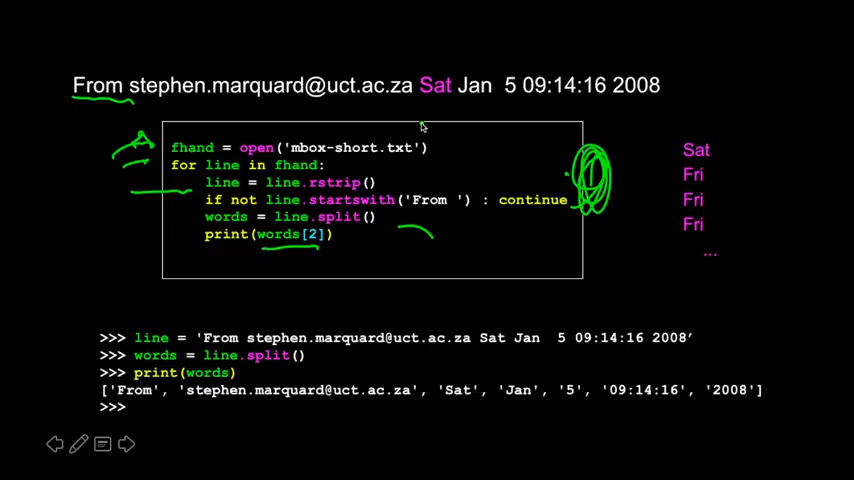 From stephen.marquard@uct.ac.za Sat Jan  5 09:14:16 2008
fhand = open('mbox-short.txt')
for line in fhand:
    line = line.rstrip()
    if not line.startswith('From ') : continue
    words = line.split()
    print(words[2])
Sat
Fri
Fri
Fri
...
>>> line = 'From stephen.marquard@uct.ac.za Sat Jan  5 09:14:16 2008’
>>> words = line.split()
>>> print(words)
['From', 'stephen.marquard@uct.ac.za', 'Sat', 'Jan', '5', '09:14:16', '2008']
>>>